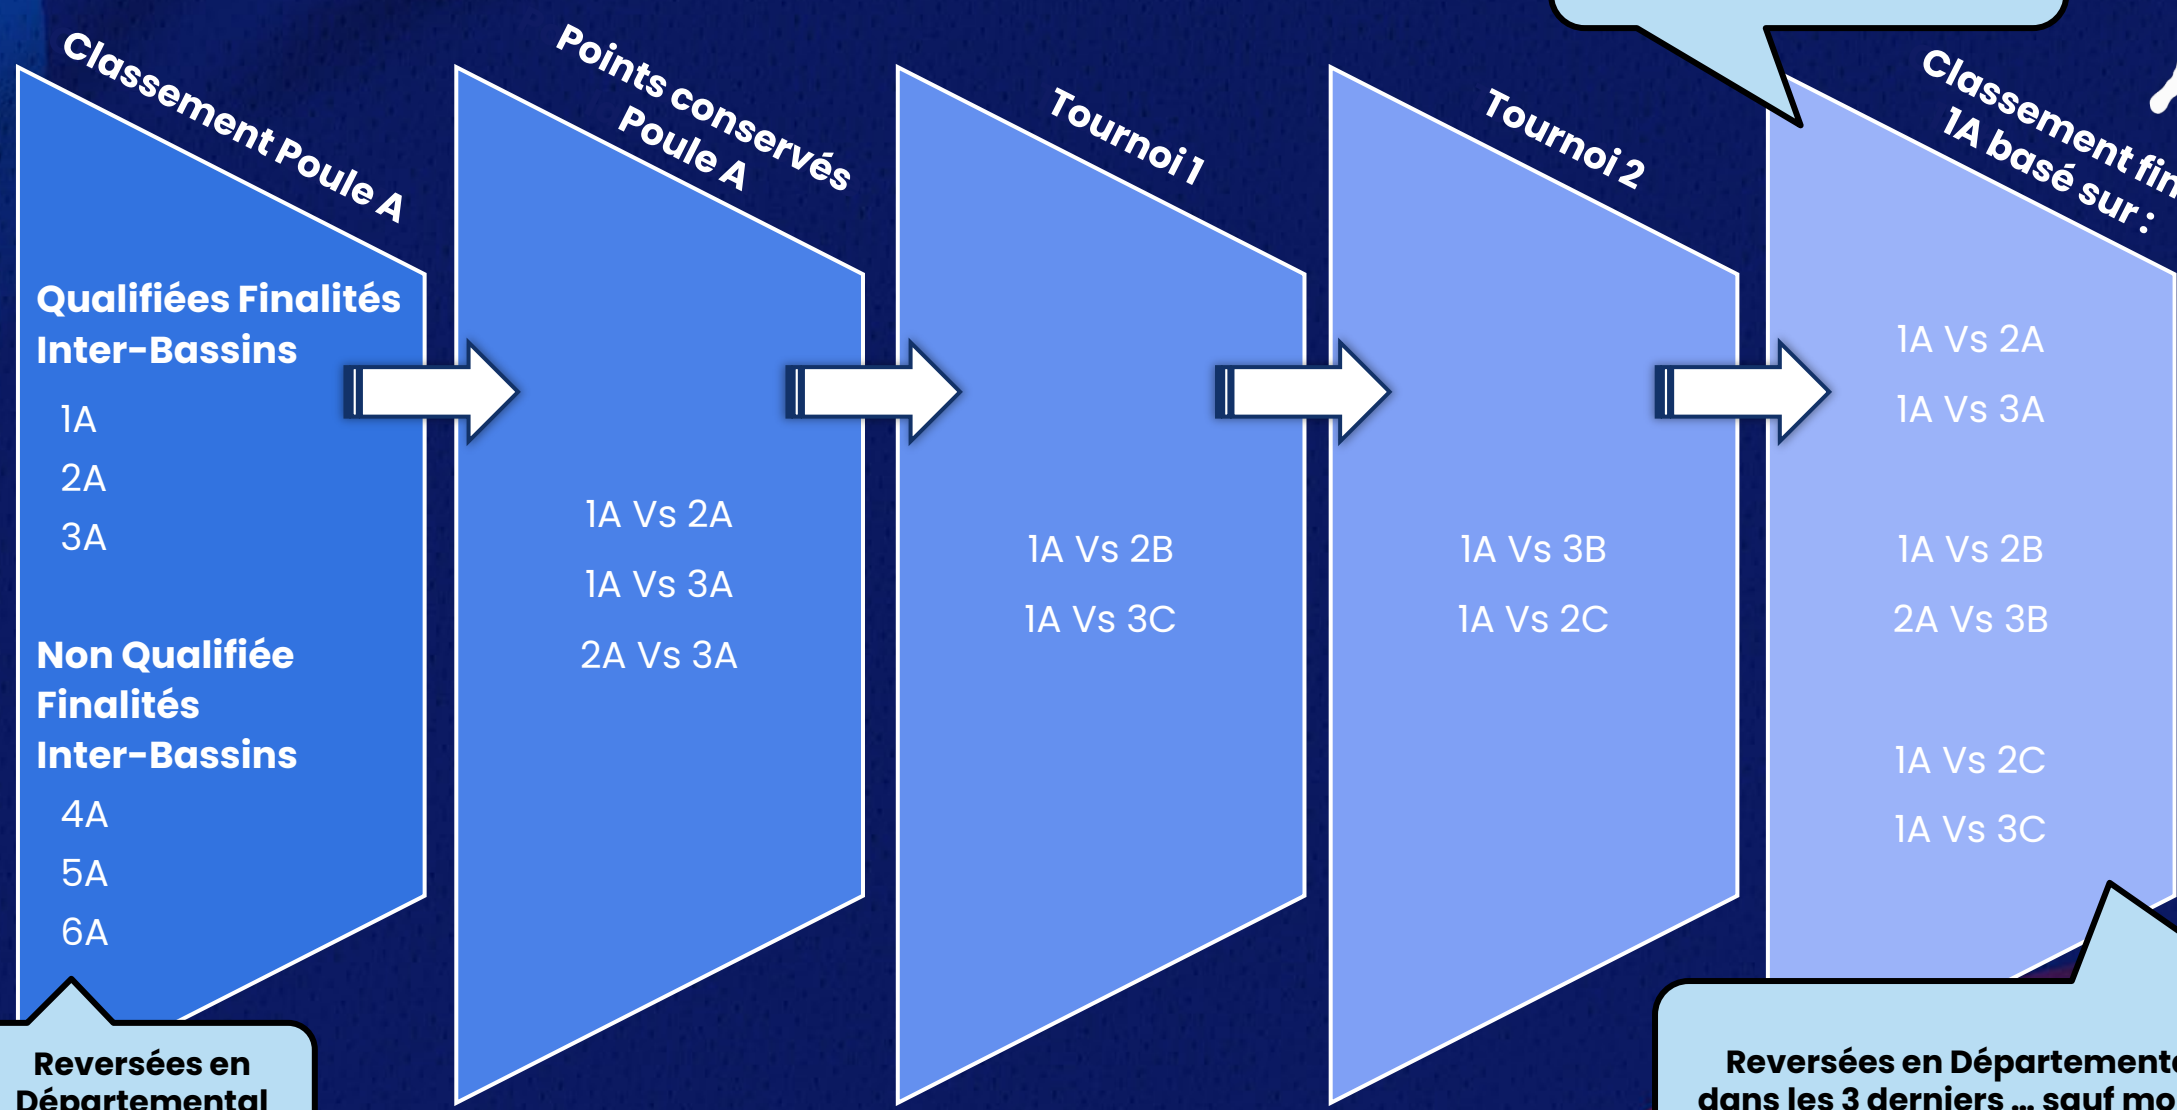 Classement Poule A
Qualifiées Finalités
Inter-Bassins
1A
2A
3A
Non Qualifiée
Finalités
Inter-Bassins
4A
5A
6A
Reversées en
Départemental
Points conservés
Poule A
1A Vs 2A
1A Vs 3A
2A Vs 3A
Tournoi 1
1A Vs 2B
1A Vs 3C
Tournoi 2
1A Vs 3B
1A Vs 2C
Classement
1A basé sur :
1A Vs 2A
1A Vs 3A
1A Vs 2B
2A Vs 3B
1A Vs 2C
1A Vs 3C
Reversées en
dans les 3 derniers ... sauf